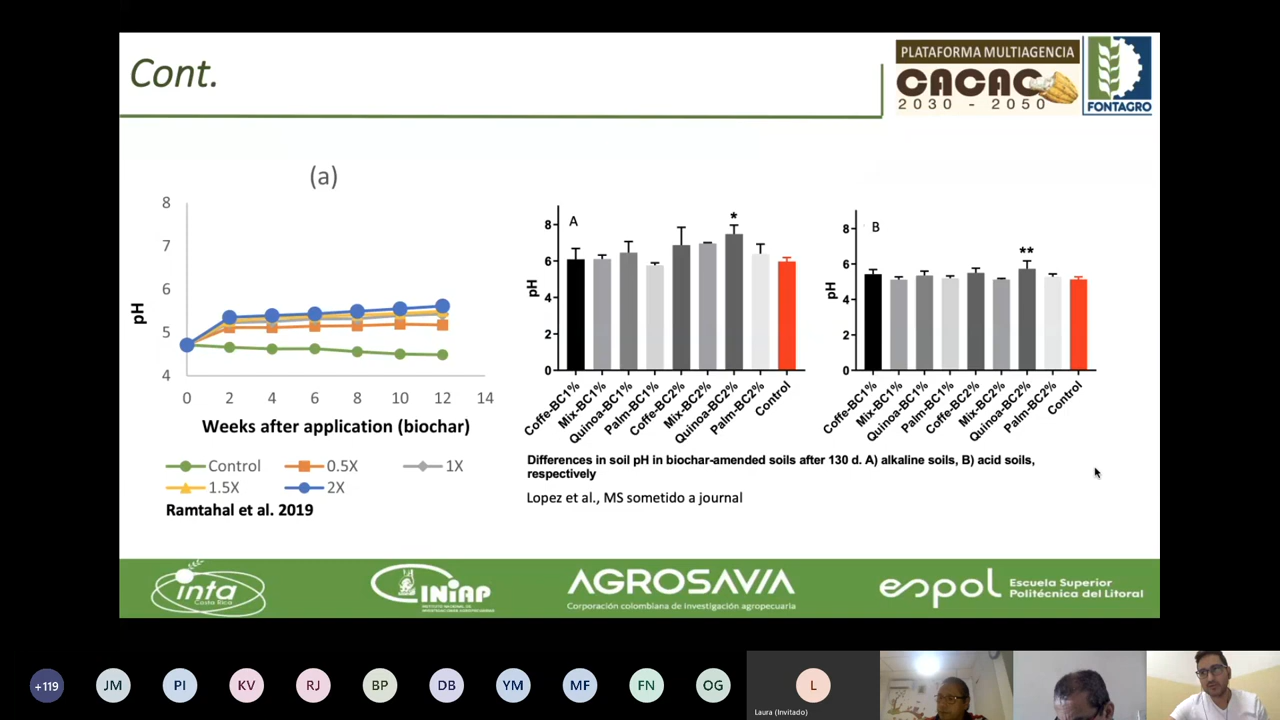 Cont.
PLATAFORMA MULTIAGENCIA
CACAO
2030 - 2050
FONTAGRO
(a)
8
7
6
5
4
pH
0 2 4 6 8 10 12 14
Weeks after application (biochar)
Control 0.5X 1X
1.5X 2X
Ramtahal et al. 2019
A
*
8
6
4
2
0
pH
Coffe-BC1%
Mix-BC1%
Quinoa-BC1%
Palm-BC1%
Coffe-BC2%
Mix-BC2%
Quinoa-BC2%
Palm-BC2%
Control
B
**
8
6
4
2
0
pH
Coffe-BC1%
Mix-BC1%
Quinoa-BC1%
Palm-BC1%
Coffe-BC2%
Mix-BC2%
Quinoa-BC2%
Palm-BC2%
Control
Differences in soil pH in biochar-amended soils after 130 d. A) alkaline soils, B) acid soils,
respectively
Lopez et al., MS sometido a journal
inta
Costa Rica
INIAP
AGROSAVIA
Corporación colombiana de investigación agropecuaria
espol
Escuela Superior
Politécnica del Litoral
+119 JM PI KV RJ BP DB YM MF FN OG L
Laura (Invitado)